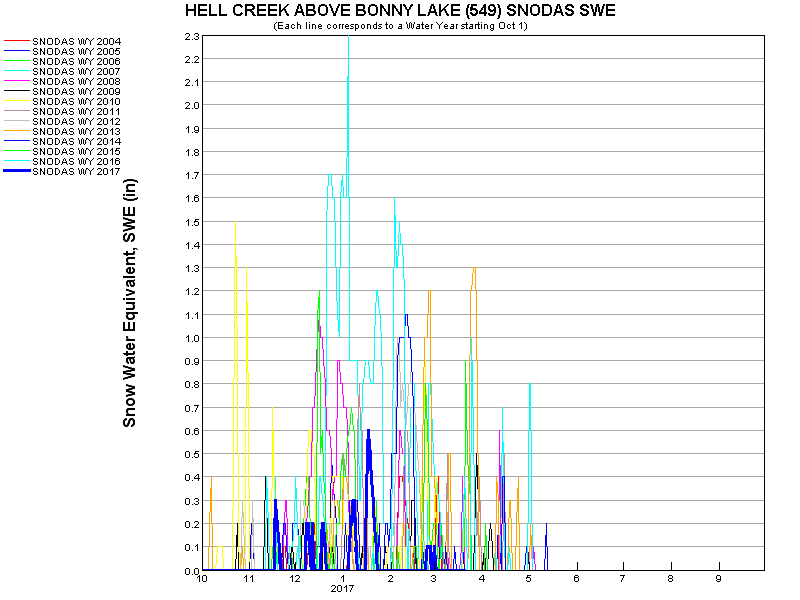 HELL CREEK ABOVE BONNY LAKE (549) SNODAS SWE
(Each line corresponds to a Water Year starting Oct 1)
SNODAS WY 2004
SNODAS WY 2005
SNODAS WY 2006
SNODAS WY 2007
SNODAS WY 2008
SNODAS WY 2009
SNODAS WY 2010
SNODAS WY 2011
SNODAS WY 2012
SNODAS WY 2013
SNODAS WY 2014
SNODAS WY 2015
SNODAS WY 2016
SNODAS WY 2017
Snow Water Equivalent, SWE (in)
2.3
2.2
2.1
2.0
1.9
1.8
1.7
1.6
1.5
1.4
1.3
1.2
1.1
1.0
0.9
0.8
0.7
0.6
0.5
0.4
0.3
0.2
0.1
0.0
10 11 12 1 2 3 4 5 6 7 8 9
2017